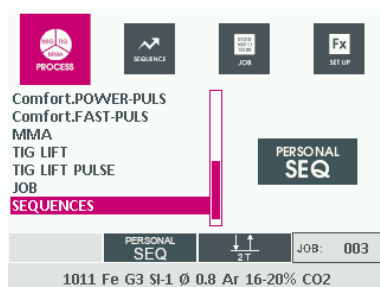 MIG TIG
MMA
PROCESS
SEQUENCE
JOB
Fx
SET UP
Comfort.POWER-PULS
Comfort.FAST-PULS
MMA
TIG LIFT
TIG LIFT PULSE
JOB
SEQUENCES
PERSONAL
SEQ
PERSONAL
SEQ
2T
JOB: 003
1011 Fe G3 SI-1 Ø 0.8 Ar 16-20% CO2